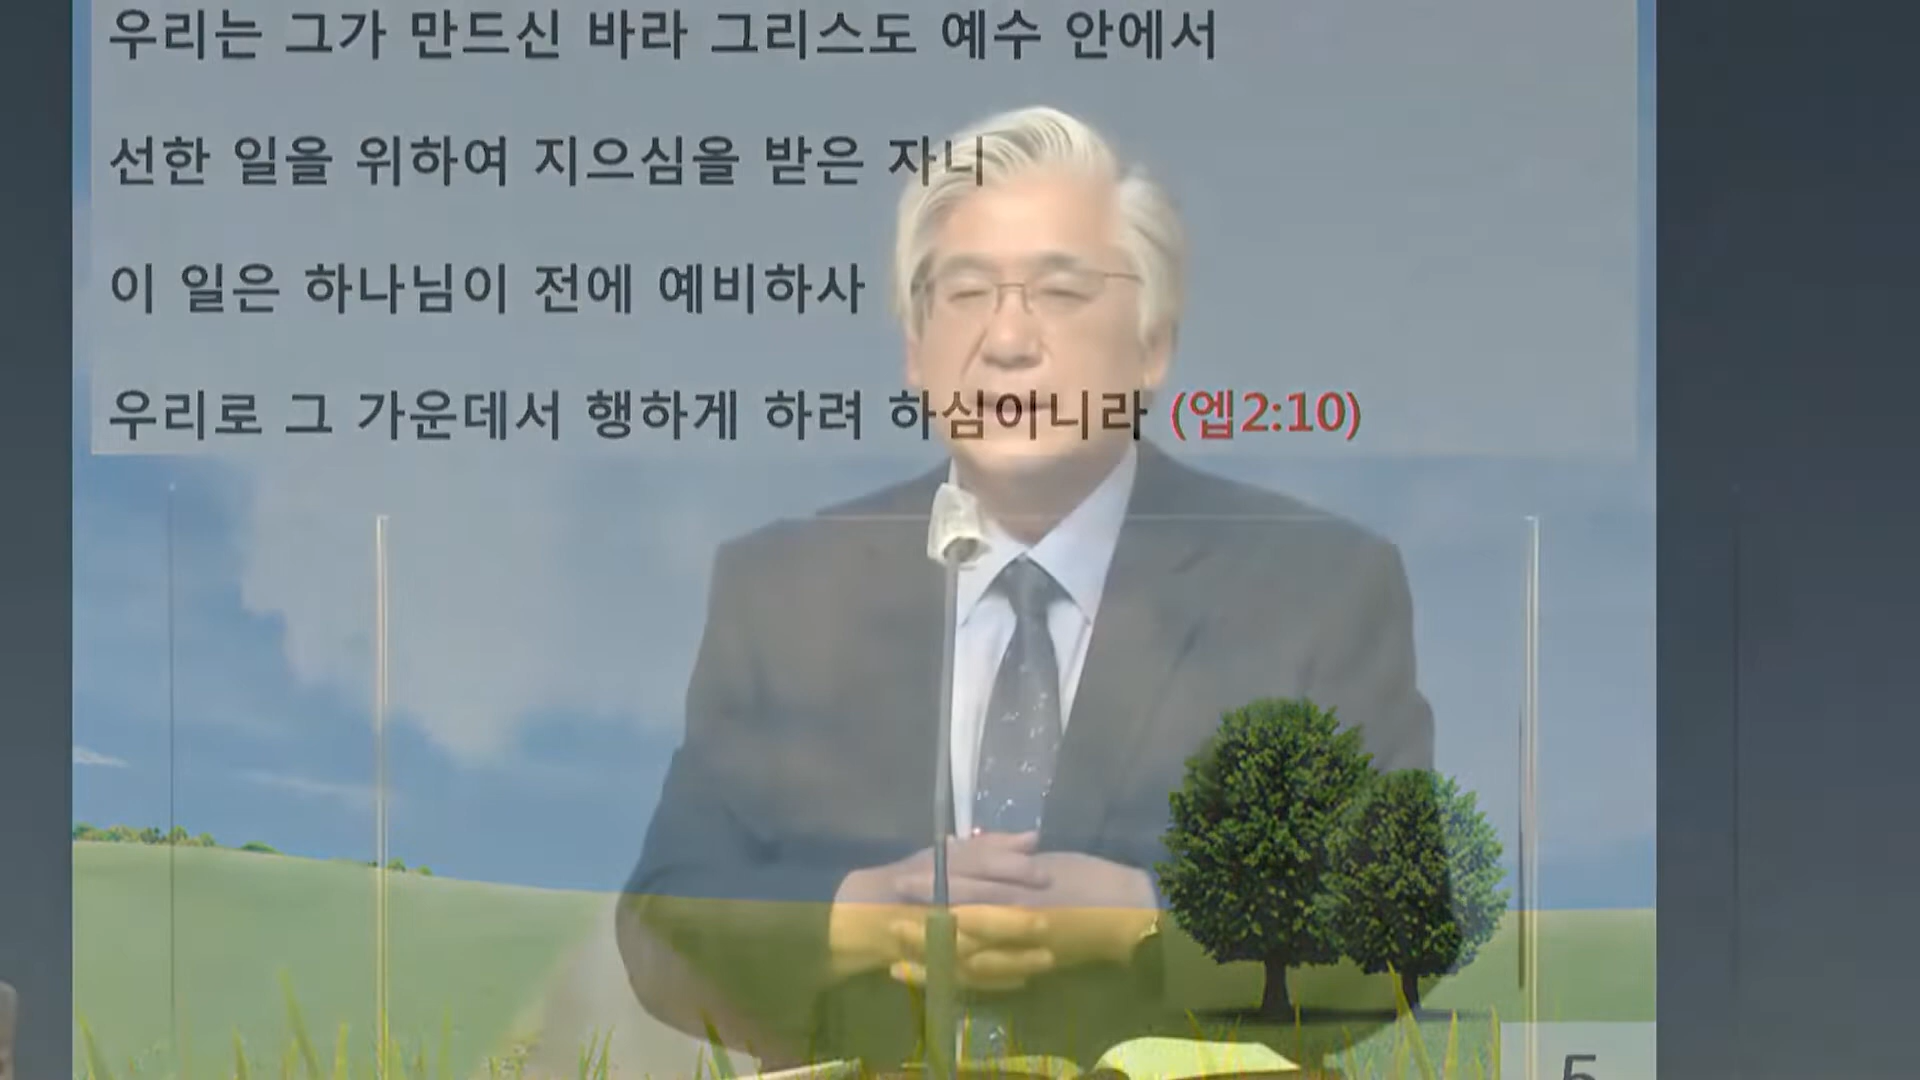 우리는 그가 만드신 바라 그리스도 예수 안에서
선한 일을 위하여 지으심을 받은 자니
이 일은 하나님이 전에 예비하사
우리로 그 가운데서 행하게 하려 하심이니라 (엡2:10)
5